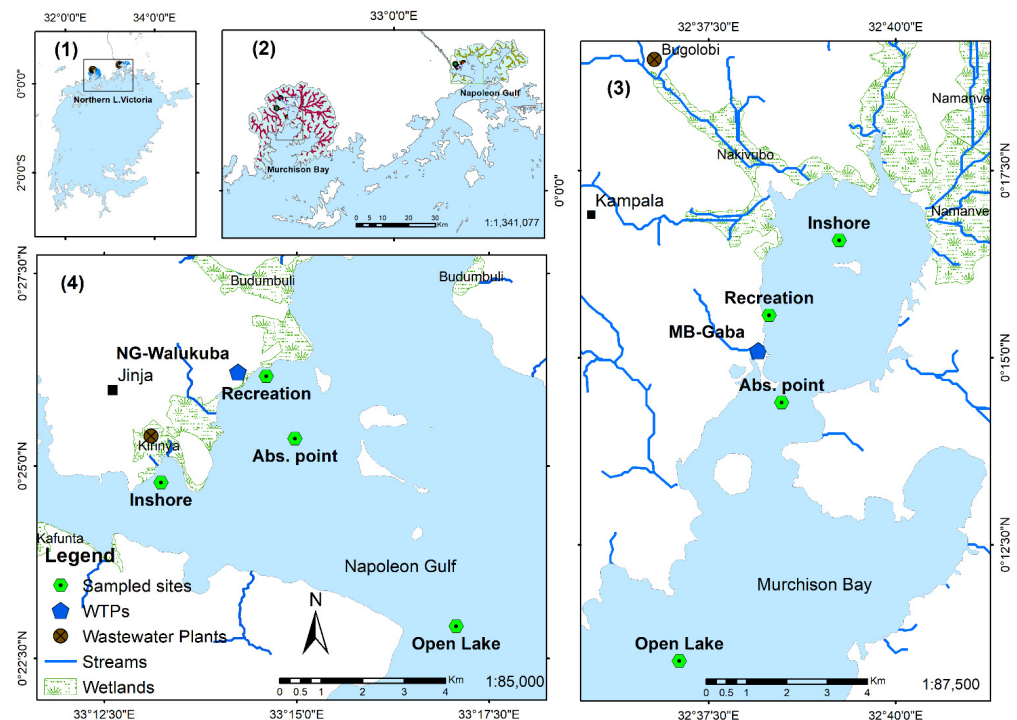 32°0'0"E
34°0'0"E
0°0'0"
2°0'0"S
(1)
Northern L.Victoria
33°0'0"E
(2)
Napoleon Gulf
Murchison Bay
0°0'0"
0 5 10 20 30
Km
1:1,341,077
32°37'30"E
32°40'0"E
(3)
Bugolobi
Namanve
Nakivubo
0°17'30"N
Kampala
Namanve
Inshore
Recreation
MB-Gaba
0°15'0"N
Abs. point
0°12'30"N
Murchison Bay
Open Lake
0 0.5 1 2 3 4
Km
1:87,500
32°37'30"E
32°40'0"E
(4)
0°27'30"N
Budumbuli
Budumbuli
NG-Walukuba
Jinja
Recreation
Kirinya
Abs. point
0°25'0"N
Inshore
Kafunta
Napoleon Gulf
Legend
Sampled sites
WTPs
Wastewater Plants
Streams
Wetlands
N
Open Lake
0°22'30"N
0 0.5 1 2 3 4
Km
1:85,000
33°12'30"E
33°15'0"E
33°17'30"E